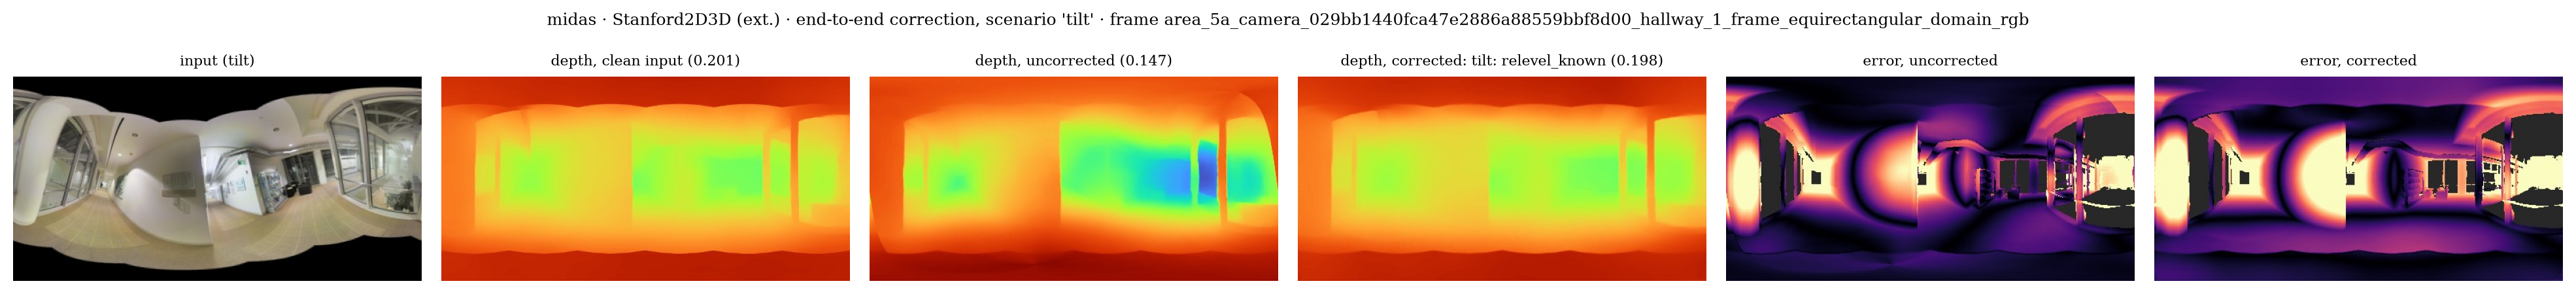 midas · Stanford2D3D (ext.) · end-to-end correction, scenario 'tilt' · frame area_5a_camera_029bb1440fca47e2886a88559bbf8d00_hallway_1_frame_equirectangular_domain_rgb
input (tilt)
depth, clean input (0.201)
depth, uncorrected (0.147)
depth, corrected: tilt: relevel_known (0.198)
error, uncorrected
error, corrected